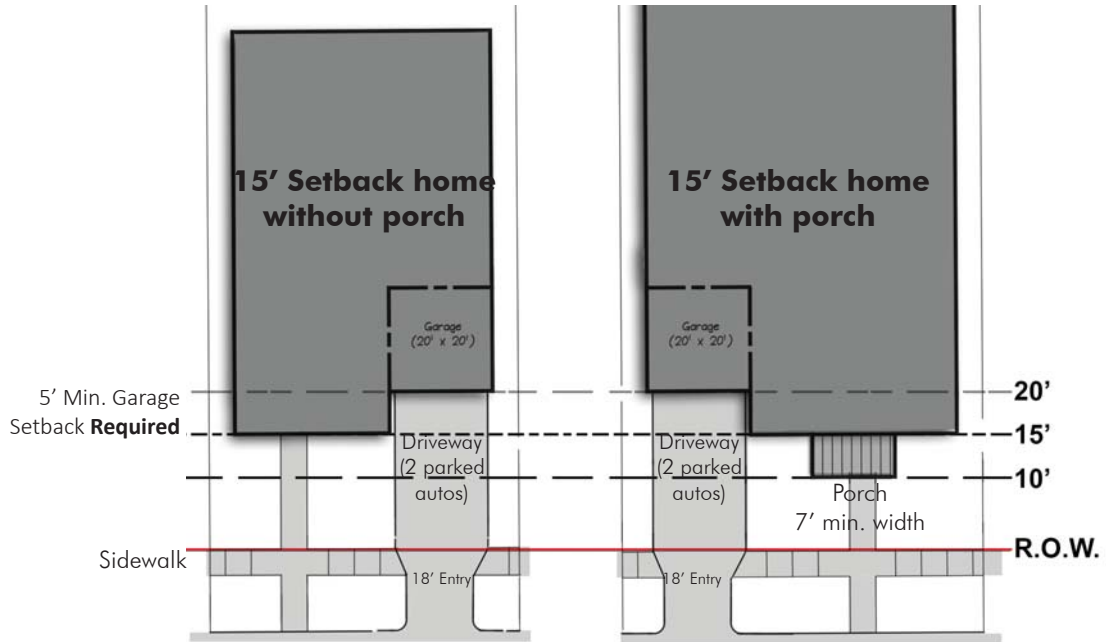 15’ Setback home
without porch
15’ Setback home
with porch
Garage
(20' x 20')
Garage
(20' x 20')
5’ Min. Garage
Setback Required
20’
15’
10’
Driveway
(2 parked
autos)
Driveway
(2 parked
autos)
Porch
7’ min. width
R.O.W.
Sidewalk
18’ Entry
18’ Entry